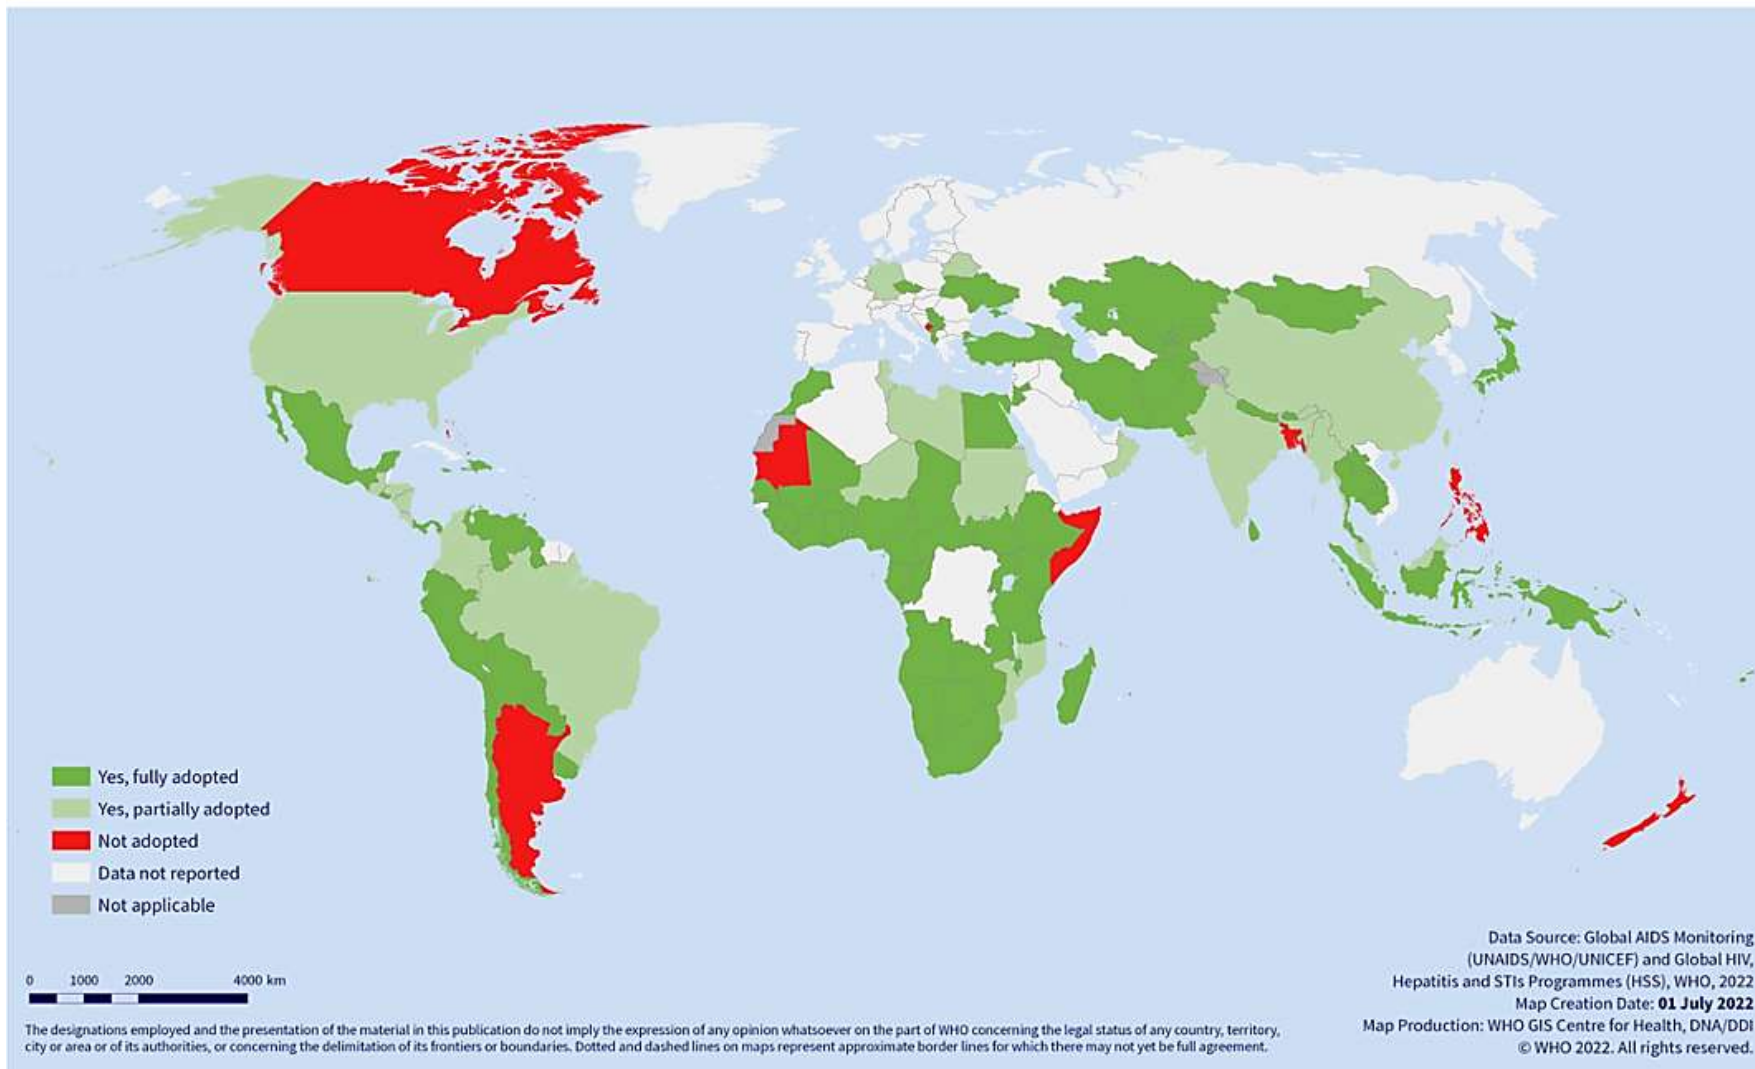 Yes, fully adopted
Yes, partially adopted
Not adopted
Data not reported
Not applicable
0 1000 2000 4000 km
The designations employed and the presentation of the material in this publication do not imply the expression of any opinion whatsoever on the part of WHO concerning the legal status of any country, territory,
city or area or of its authorities, or concerning the delimitation of its frontiers or boundaries. Dotted and dashed lines on maps represent approximate border lines for which there may not yet be full agreement.
Data Source: Global AIDS Monitoring
(UNAIDS/WHO/UNICEF) and Global HIV,
Hepatitis and STIs Programmes (HSS), WHO, 2022
Map Creation Date: 01 July 2022
Map Production: WHO GIS Centre for Health, DNA/DDI
© WHO 2022. All rights reserved.